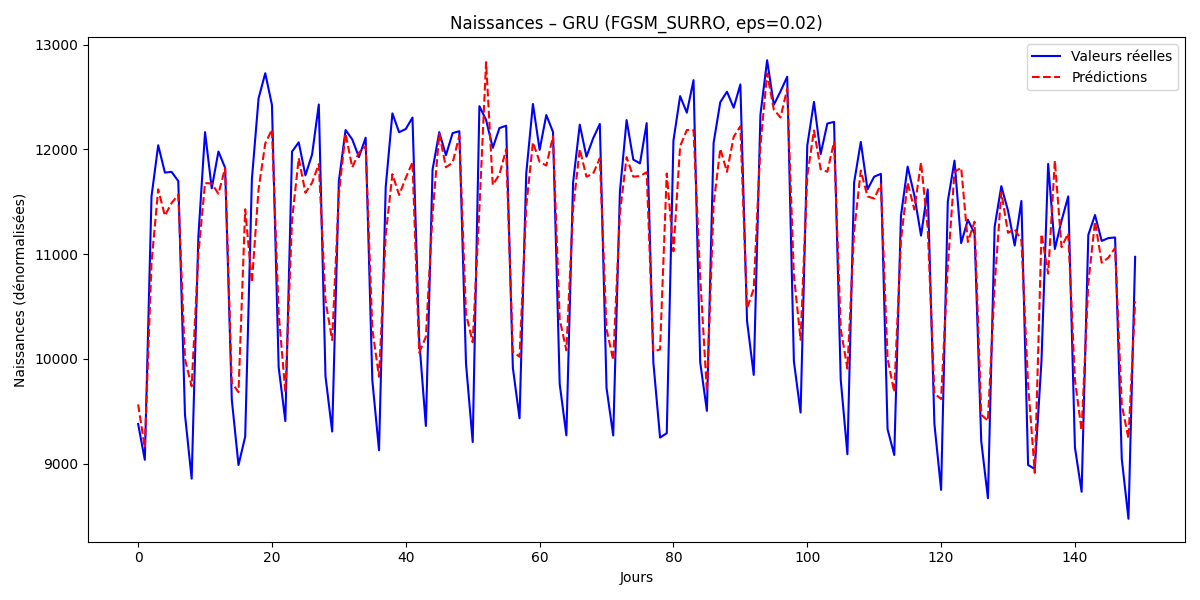 Naissances – GRU (FGSM_SURRO, eps=0.02)
Valeurs réelles
Prédictions
Naissances (dénormalisées)
13000
12000
11000
10000
9000
0 20 40 60 80 100 120 140
Jours